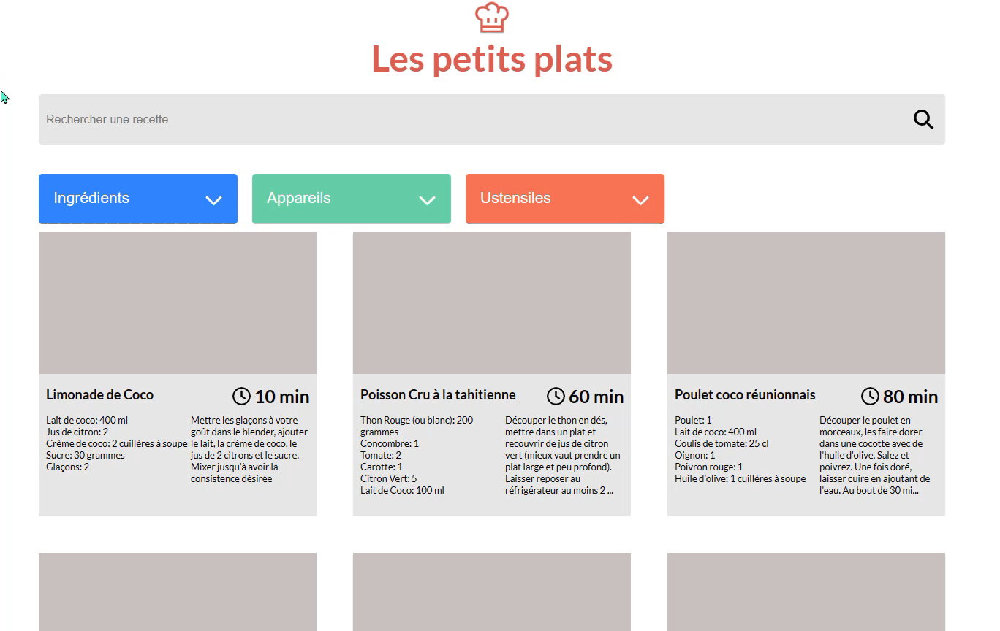 Les petits plats
Rechercher une recette
Ingrédients
Appareils
Ustensiles
Limonade de Coco
10 min
Lait de coco: 400 ml
Jus de citron: 2
Crème de coco: 2 cuillères à soupe
Sucre: 30 grammes
Glaçons: 2
Mettre les glaçons à votre
goût dans le blender, ajouter
le lait, la crème de coco, le
jus de 2 citrons et le sucre.
Mixer jusqu'à avoir la
consistence désirée
Poisson Cru à la tahitienne
60 min
Thon Rouge (ou blanc): 200
grammes
Concombre: 1
Tomate: 2
Carotte: 1
Citron Vert: 5
Lait de Coco: 100 ml
Découper le thon en dés,
mettre dans un plat et
recouvrir de jus de citron
vert (mieux vaut prendre un
plat large et peu profond).
Laisser reposer au
réfrigérateur au moins 2 ...
Poulet coco réunionnais
80 min
Poulet: 1
Lait de coco: 400 ml
Coulis de tomate: 25 cl
Oignon: 1
Poivron rouge: 1
Huile d'olive: 1 cuillères à soupe
Découper le poulet en
morceaux, les faire dorer
dans une cocotte avec de
l'huile d'olive. Salez et
poivrez. Une fois doré,
laisser cuire en ajoutant de
l'eau. Au bout de 30 mi...